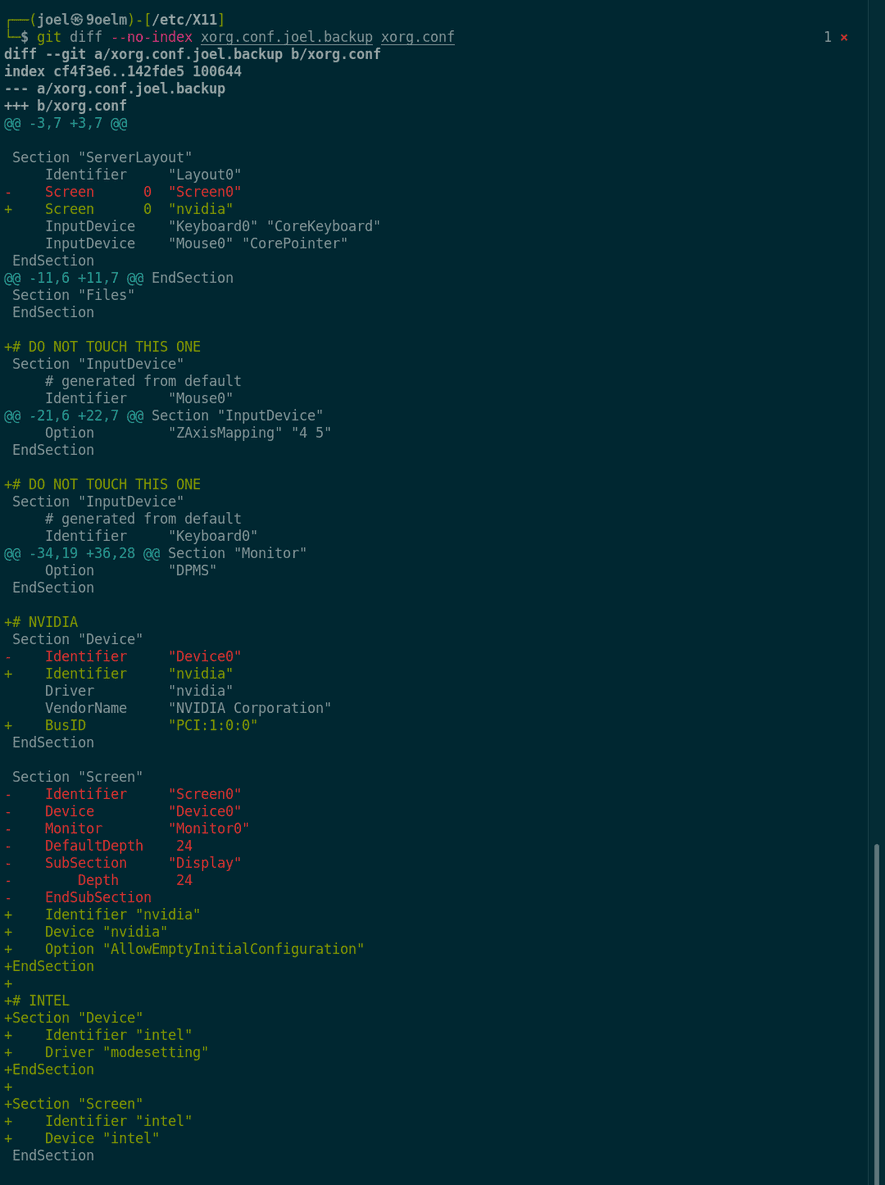 ┌──(joel㉿9oelm)-[/etc/X11]
└─$ git diff --no-index xorg.conf.joel.backup xorg.conf 1 ⨯
diff --git a/xorg.conf.joel.backup b/xorg.conf
index cf4f3e6..142fde5 100644
--- a/xorg.conf.joel.backup
+++ b/xorg.conf
@@ -3,7 +3,7 @@

 Section "ServerLayout"
     Identifier     "Layout0"
-    Screen      0  "Screen0"
+    Screen      0  "nvidia"
     InputDevice    "Keyboard0" "CoreKeyboard"
     InputDevice    "Mouse0" "CorePointer"
 EndSection
@@ -11,6 +11,7 @@ EndSection
 Section "Files"
 EndSection

+# DO NOT TOUCH THIS ONE
 Section "InputDevice"
     # generated from default
     Identifier     "Mouse0"
@@ -21,6 +22,7 @@ Section "InputDevice"
     Option         "ZAxisMapping" "4 5"
 EndSection

+# DO NOT TOUCH THIS ONE
 Section "InputDevice"
     # generated from default
     Identifier     "Keyboard0"
@@ -34,19 +36,28 @@ Section "Monitor"
     Option         "DPMS"
 EndSection

+# NVIDIA
 Section "Device"
-    Identifier     "Device0"
+    Identifier     "nvidia"
     Driver         "nvidia"
     VendorName     "NVIDIA Corporation"
+    BusID          "PCI:1:0:0"
 EndSection

 Section "Screen"
-    Identifier     "Screen0"
-    Device         "Device0"
-    Monitor        "Monitor0"
-    DefaultDepth    24
-    SubSection     "Display"
-        Depth       24
-    EndSubSection
+    Identifier "nvidia"
+    Device "nvidia"
+    Option "AllowEmptyInitialConfiguration"
+EndSection
+
+# INTEL
+Section "Device"
+    Identifier "intel"
+    Driver "modesetting"
+EndSection
+
+Section "Screen"
+    Identifier "intel"
+    Device "intel"
 EndSection